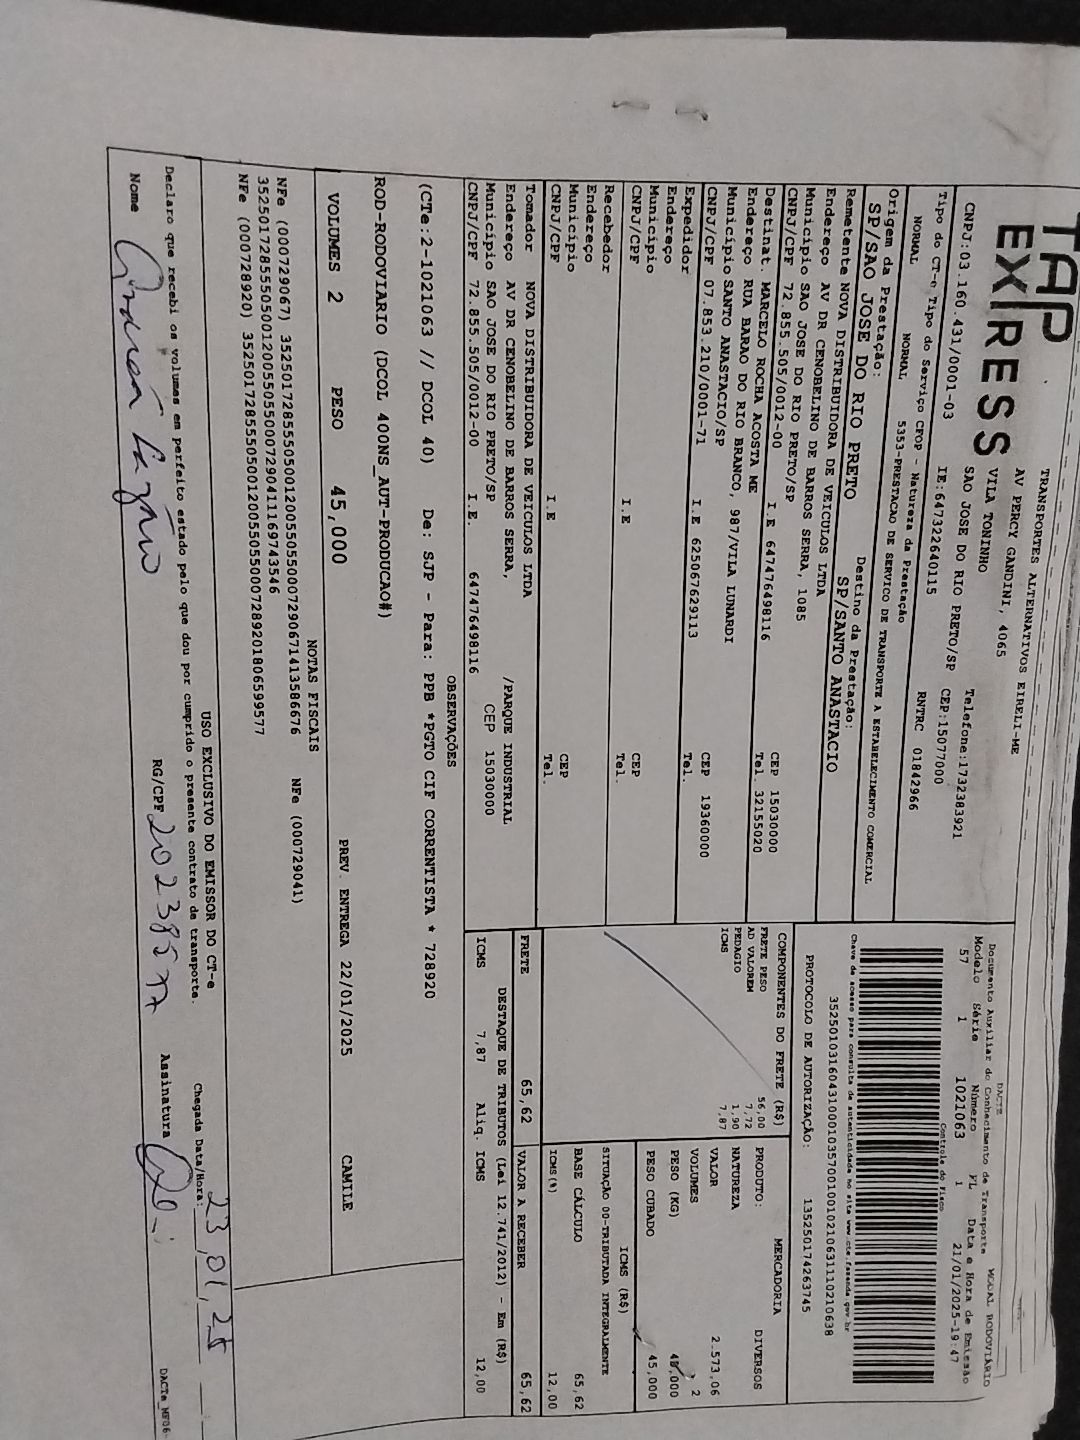 TAP
EXPRESS
TRANSPORTES ALTERNATIVOS EIRELI-ME
AV PERCY GANDINI, 4065
VILA TONINHO
SAO JOSE DO RIO PRETO/SP
Telefone:1732383921
CNPJ:03.160.431/0001-03 IE:647322640115 CEP:15077000
Tipo do CT-e Tipo do Serviço CFOP - Natureza da Prestação RNTRC 01842966
NORMAL NORMAL 5353-PRESTACAO DE SERVICO DE TRANSPORTE A ESTABELECIMENTO COMERCIAL
Origem da Prestação: Destino da Prestação:
SP/SAO JOSE DO RIO PRETO SP/SANTO ANASTACIO
Remetente NOVA DISTRIBUIDORA DE VEICULOS LTDA
Endereço AV DR CENOBELINO DE BARROS SERRA, 1085
Município SAO JOSE DO RIO PRETO/SP CEP 15030000
CNPJ/CPF 72.855.505/0012-00 I.E 647476498116 Tel. 32155020
Destinat. MARCELO ROCHA ACOSTA ME
Endereço RUA BARAO DO RIO BRANCO, 987/VILA LUNARDI
Município SANTO ANASTACIO/SP CEP 19360000
CNPJ/CPF 07.853.210/0001-71 I.E 625067629113 Tel.
Expedidor
Endereço
Município CEP
CNPJ/CPF I.E Tel.
Recebedor
Endereço
Município CEP
CNPJ/CPF I.E Tel.
Tomador NOVA DISTRIBUIDORA DE VEICULOS LTDA
Endereço AV DR CENOBELINO DE BARROS SERRA, /PARQUE INDUSTRIAL
Município SAO JOSE DO RIO PRETO/SP CEP 15030000
CNPJ/CPF 72.855.505/0012-00 I.E. 647476498116
DACTE
Documento Auxiliar do Conhecimento de Transporte MODAL RODOVIÁRIO
Modelo Série Número FL Data e Hora de Emissão
57 1 1021063 1 21/01/2025-19:47
Controle do Fisco
Chave de acesso para consulta de autenticidade no site www.cte.fazenda.gov.br
35250103160431000103570010010210631110210638
PROTOCOLO DE AUTORIZAÇÃO: 135250174263745
COMPONENTES DO FRETE (R$)
FRETE PESO 56,00
AD VALOREM 7,72
PEDAGIO 1,90
ICMS 7,87
MERCADORIA
PRODUTO: DIVERSOS
NATUREZA
VALOR 2.573,06
VOLUMES 2
PESO (KG) 45,000
PESO CUBADO 45,000
ICMS (R$)
SITUAÇÃO 00-TRIBUTADA INTEGRALMENTE
BASE CÁLCULO 65,62
ICMS(%) 12,00
FRETE 65,62 VALOR A RECEBER 65,62
DESTAQUE DE TRIBUTOS (Lei 12.741/2012) - Em (R$)
ICMS 7,87 Aliq. ICMS 12,00
OBSERVAÇÕES
(CTe:2-1021063 // DCOL 40) De: SJP - Para: PPB *PGTO CIF CORRENTISTA * 728920
ROD-RODOVIARIO (DCOL 400NS_AUT-PRODUCAO#)
VOLUMES 2 PESO 45,000 PREV. ENTREGA 22/01/2025 CAMILE
NOTAS FISCAIS
NFe (000729067) 35250172855505001200550550007290671413586676 NFe (000729041)
35250172855505001200550550007290411169743546
NFe (000728920) 35250172855505001200550550007289201806599577
USO EXCLUSIVO DO EMISSOR DO CT-e
Declaro que recebi os volumes em perfeito estado pelo que dou por cumprido o presente contrato de transporte.
Chegada Data/Hora: 23,01,25
Nome RG/CPF Assinatura